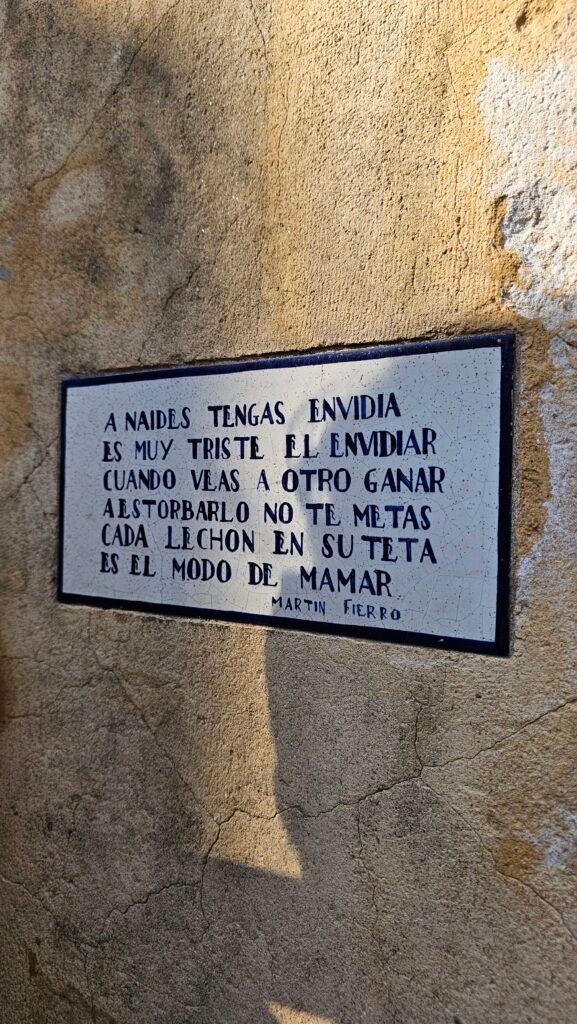 A NAIDES TENGAS ENVIDIA
ES MUY TRISTE EL ENVIDIAR
CUANDO VEAS A OTRO GANAR
A ESTORBARLO NO TE METAS
CADA LECHON EN SU TETA
ES EL MODO DE MAMAR
MARTIN FIERRO